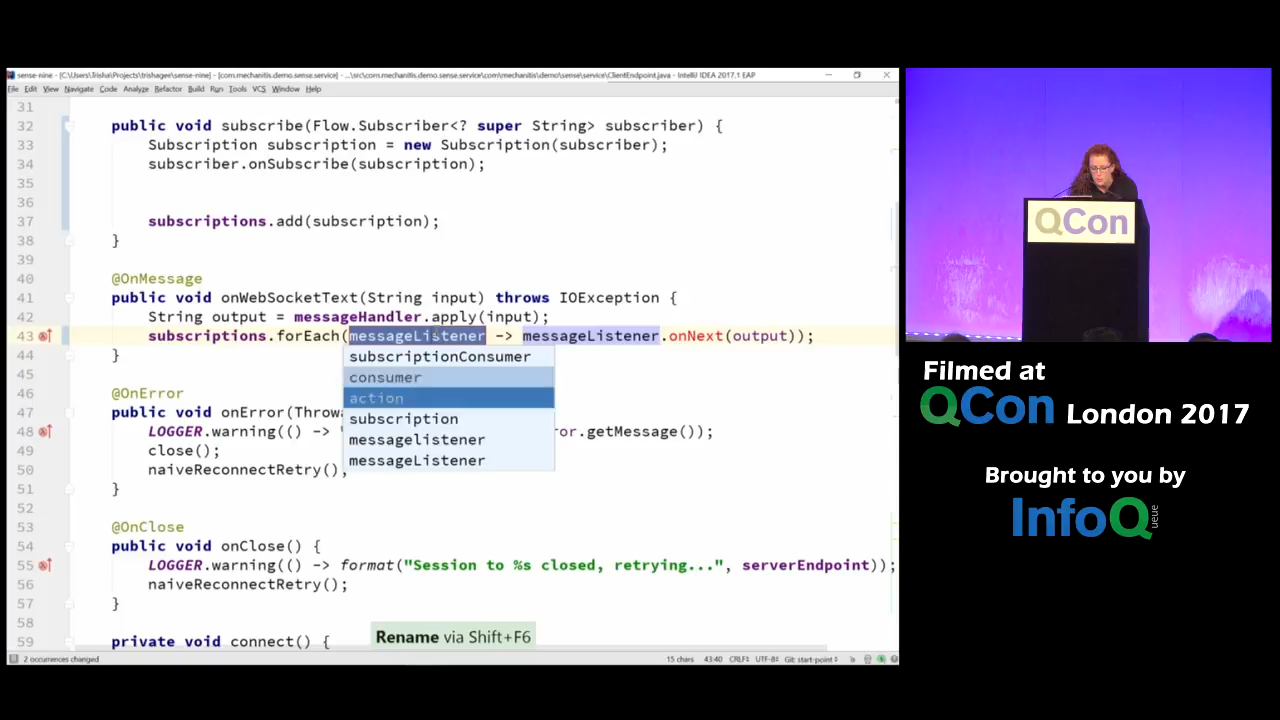 sense-nine - [C:\Users\Trisha\Projects\trishagee\sense-nine] - [com.mechanitis.demo.sense.service] - ...\src\com.mechanitis.demo.sense.service\com\mechanitis\demo\sense\service\ClientEndpoint.java - IntelliJ IDEA 2017.1 EAP
File Edit View Navigate Code Analyze Refactor Build Run Tools VCS Window Help
31
32 public void subscribe(Flow.Subscriber<? super String> subscriber) {
33 Subscription subscription = new Subscription(subscriber);
34 subscriber.onSubscribe(subscription);
35
36
37 subscriptions.add(subscription);
38 }
39
40 @OnMessage
41 public void onWebSocketText(String input) throws IOException {
42 String output = messageHandler.apply(input);
43 subscriptions.forEach(messageListener -> messageListener.onNext(output));
44 }
subscriptionConsumer
45
consumer
46 @OnError
action
47 public void onError(Throwa
subscription
48 LOGGER.warning(() -> or.getMessage());
messagelistener
49 close();
messageListener
50 naiveReconnectRetry();
51 }
52
53 @OnClose
54 public void onClose() {
55 LOGGER.warning(() -> format("Session to %s closed, retrying...", serverEndpoint));
56 naiveReconnectRetry();
57 }
58
59 private void connect() {
Rename via Shift+F6
2 occurrences changed 15 chars 43:40 CRLF÷ UTF-8÷ Git: start-point÷
QCon
Filmed at
QCon London 2017
Brought to you by
InfoQ
ueue